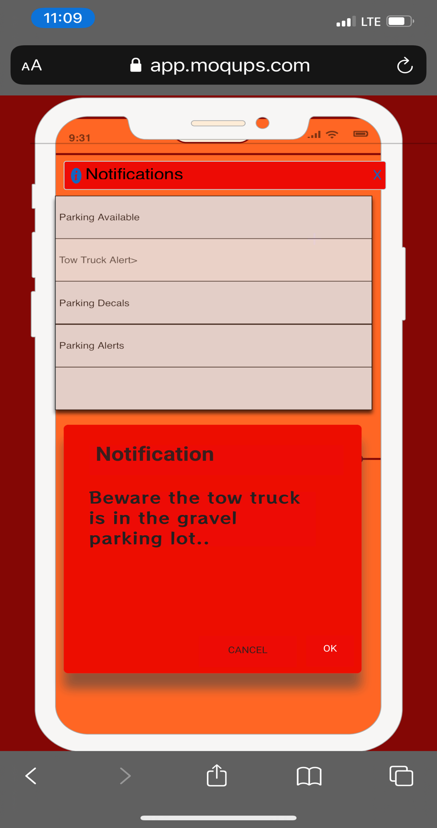 11:09
LTE
AA app.moqups.com
9:31
Notifications X
Parking Available
Tow Truck Alert>
Parking Decals
Parking Alerts
Notification
Beware the tow truck
is in the gravel
parking lot..
CANCEL OK